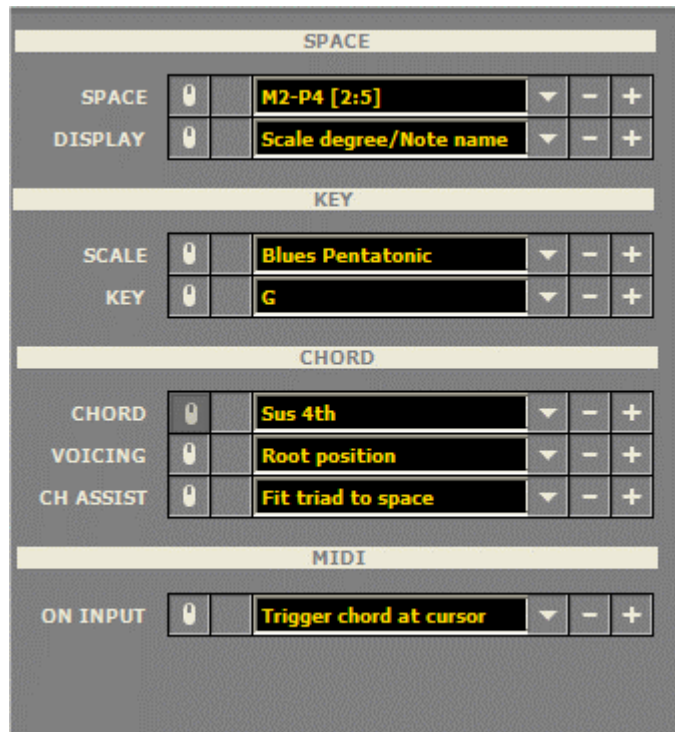 SPACE
SPACE M2-P4 [2:5] - +
DISPLAY Scale degree/Note name - +
KEY
SCALE Blues Pentatonic - +
KEY G - +
CHORD
CHORD Sus 4th - +
VOICING Root position - +
CH ASSIST Fit triad to space - +
MIDI
ON INPUT Trigger chord at cursor - +